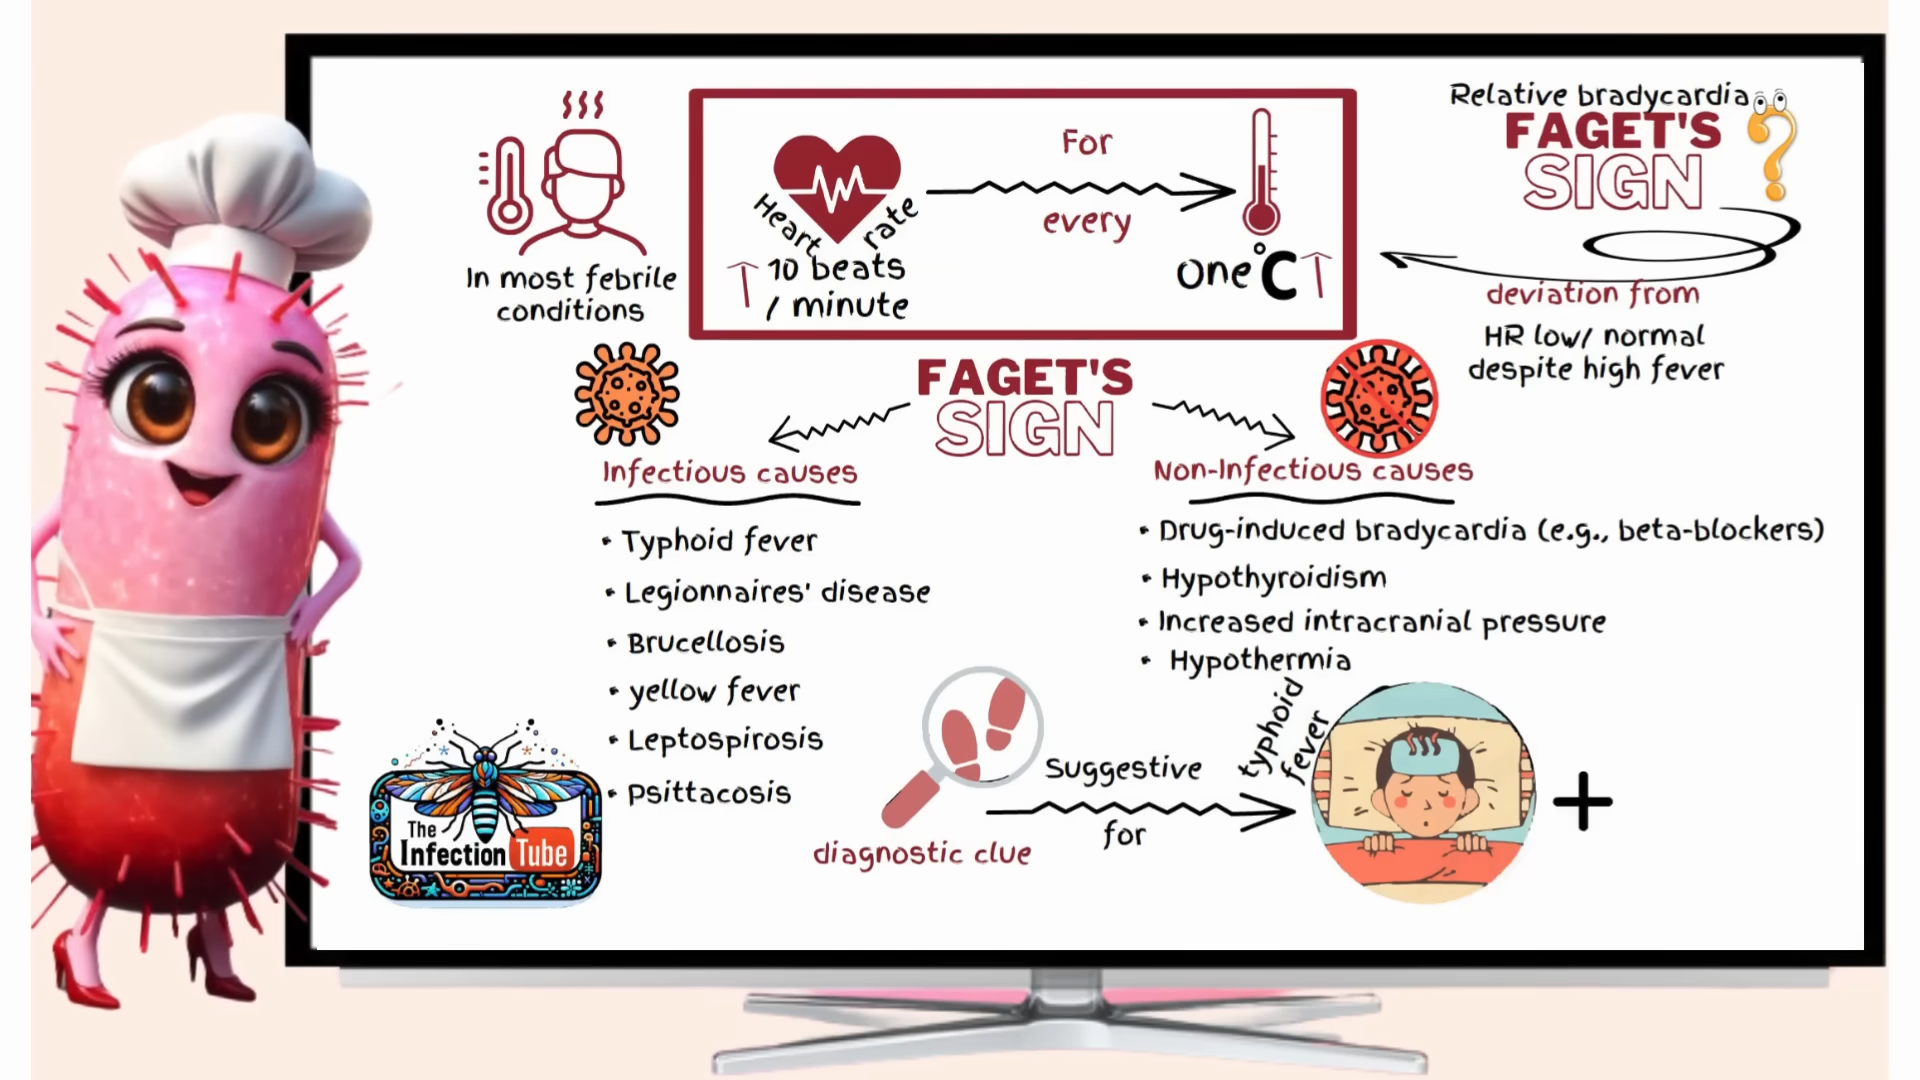 In most febrile
conditions
Heart rate
↑ 10 beats
/ minute
For
every
one °C ↑
Relative bradycardia
FAGET'S
SIGN
?
deviation from
HR low/ normal
despite high fever
FAGET'S
SIGN
Infectious causes
• Typhoid fever
• Legionnaires' disease
• Brucellosis
• yellow fever
• Leptospirosis
• Psittacosis
Non-Infectious causes
• Drug-induced bradycardia (e.g., beta-blockers)
• Hypothyroidism
• Increased intracranial pressure
• Hypothermia
diagnostic clue
Suggestive
for
typhoid
fever
+
The
Infection Tube